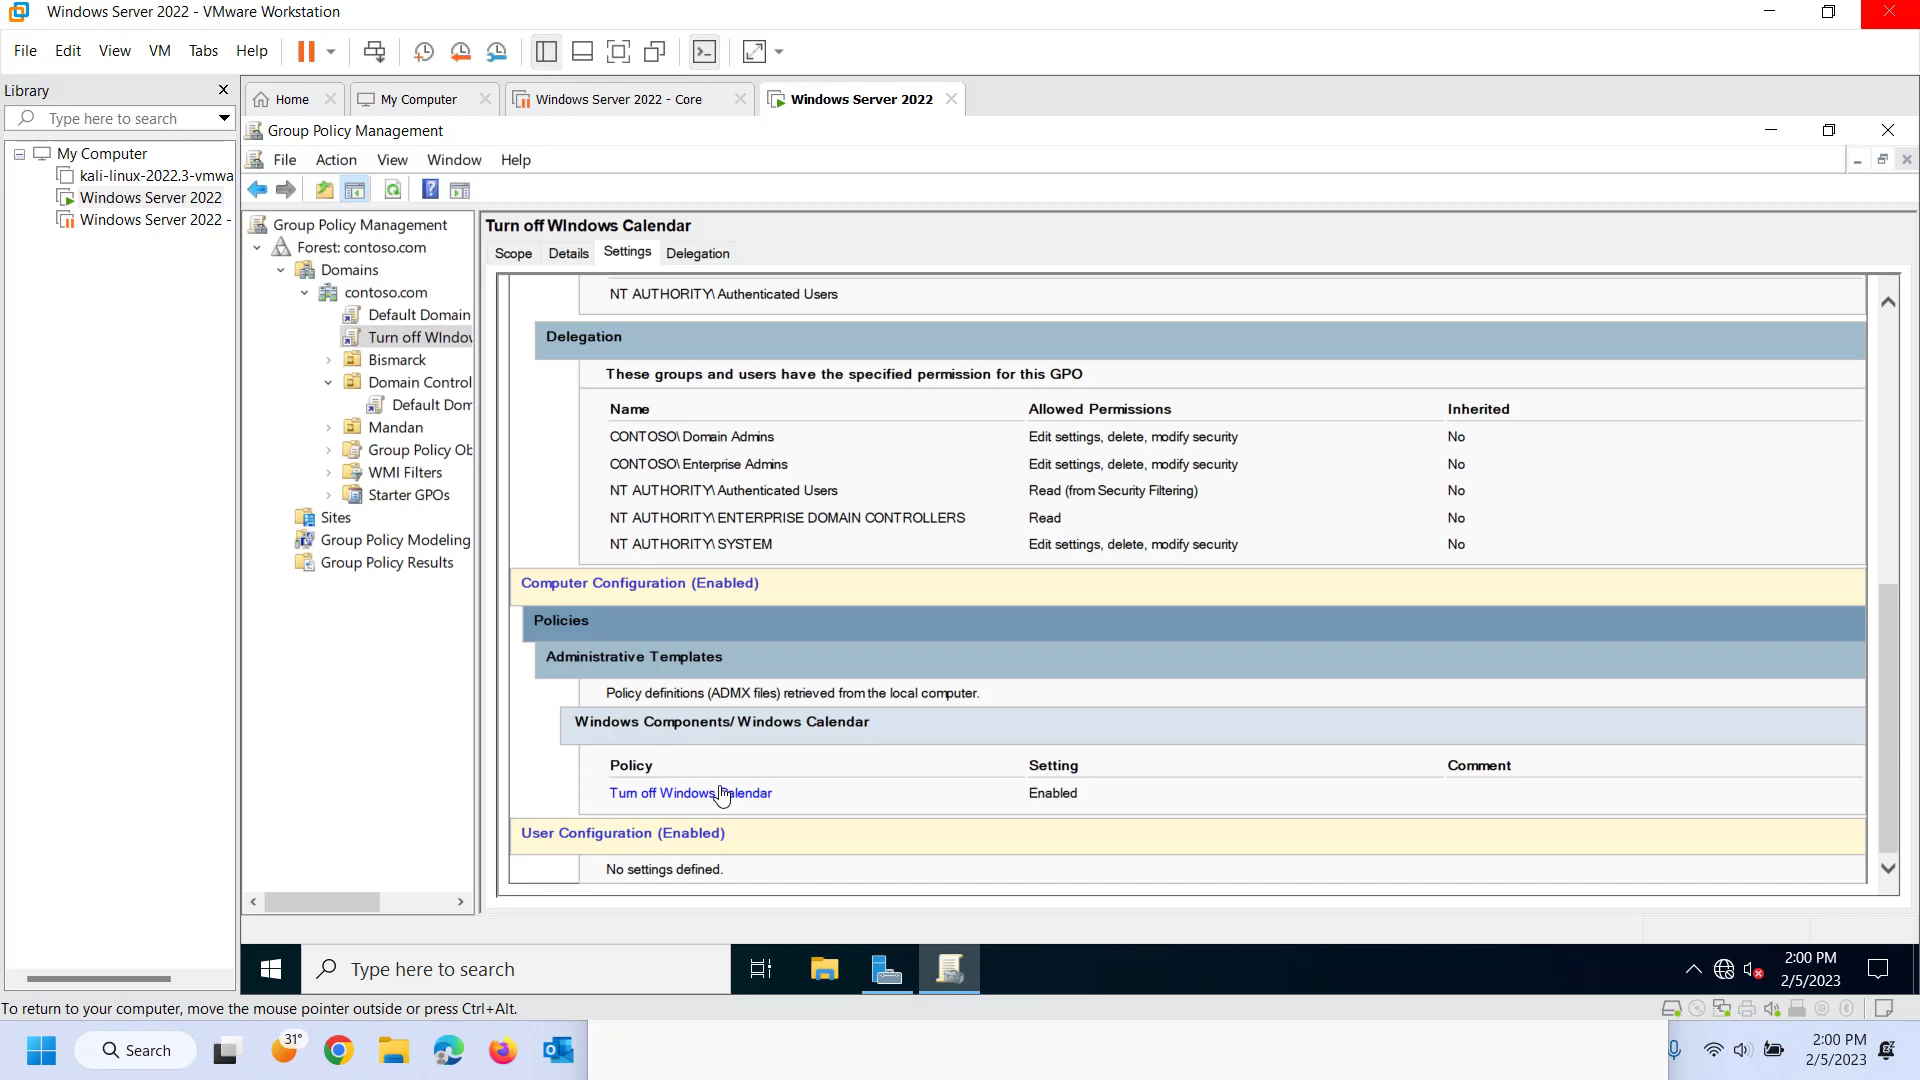 Windows Server 2022 - VMware Workstation
File Edit View VM Tabs Help
Library
Type here to search
My Computer
kali-linux-2022.3-vmwa
Windows Server 2022
Windows Server 2022 -
Home
My Computer
Windows Server 2022 - Core
Windows Server 2022
Group Policy Management
File Action View Window Help
Group Policy Management
Forest: contoso.com
Domains
contoso.com
Default Domain
Turn off WIndov
Bismarck
Domain Control
Default Dom
Mandan
Group Policy Ob
WMI Filters
Starter GPOs
Sites
Group Policy Modeling
Group Policy Results
Turn off WIndows Calendar
Scope Details Settings Delegation
NT AUTHORITY\Authenticated Users
Delegation
These groups and users have the specified permission for this GPO
Name Allowed Permissions Inherited
CONTOSO\Domain Admins Edit settings, delete, modify security No
CONTOSO\Enterprise Admins Edit settings, delete, modify security No
NT AUTHORITY\Authenticated Users Read (from Security Filtering) No
NT AUTHORITY\ENTERPRISE DOMAIN CONTROLLERS Read No
NT AUTHORITY\SYSTEM Edit settings, delete, modify security No
Computer Configuration (Enabled)
Policies
Administrative Templates
Policy definitions (ADMX files) retrieved from the local computer.
Windows Components/Windows Calendar
Policy Setting Comment
Turn off Windows Calendar Enabled
User Configuration (Enabled)
No settings defined.
Type here to search
2:00 PM
2/5/2023
To return to your computer, move the mouse pointer outside or press Ctrl+Alt.
Search
31°
2:00 PM
2/5/2023